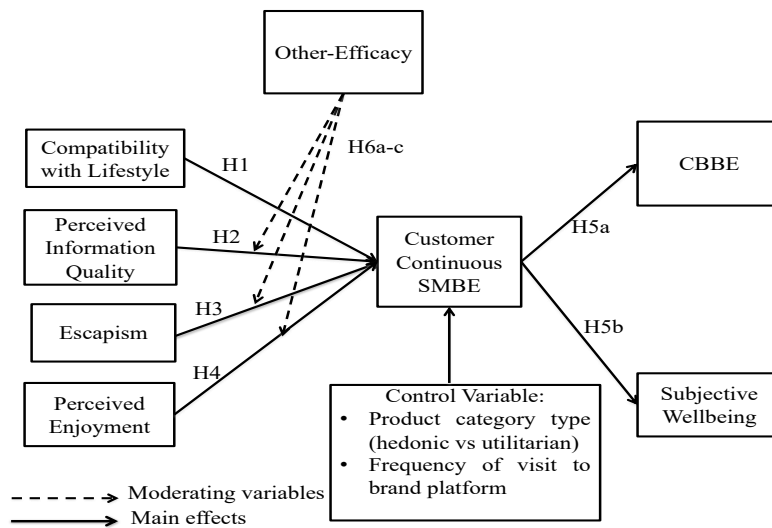 Other-Efficacy
H6a-c
Compatibility
with Lifestyle
H1
Perceived
Information
Quality
H2
Escapism
H3
Perceived
Enjoyment
H4
Customer
Continuous
SMBE
CBBE
H5a
H5b
Subjective
Wellbeing
Control Variable:
• Product category type
(hedonic vs utilitarian)
• Frequency of visit to
brand platform
Moderating variables
Main effects